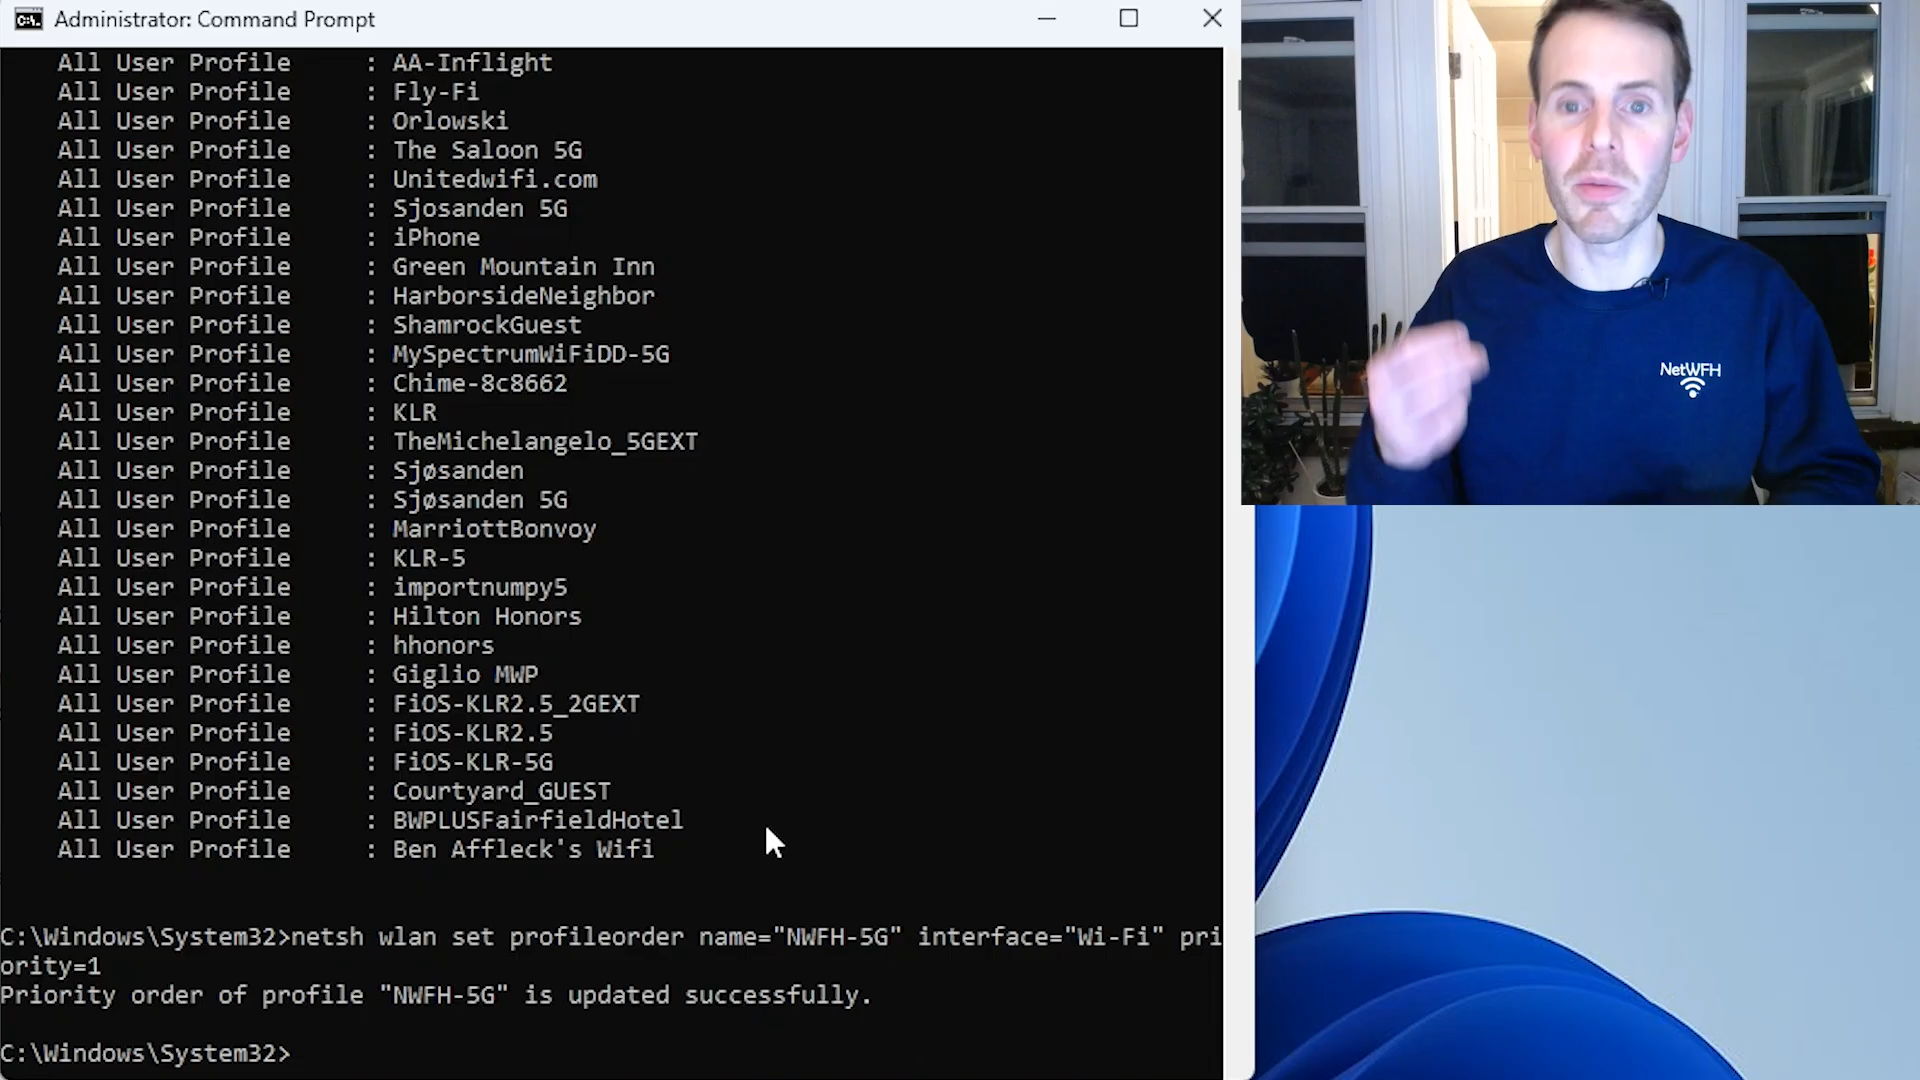 Administrator: Command Prompt
All User Profile : AA-Inflight
All User Profile : Fly-Fi
All User Profile : Orlowski
All User Profile : The Saloon 5G
All User Profile : Unitedwifi.com
All User Profile : Sjosanden 5G
All User Profile : iPhone
All User Profile : Green Mountain Inn
All User Profile : HarborsideNeighbor
All User Profile : ShamrockGuest
All User Profile : MySpectrumWiFiDD-5G
All User Profile : Chime-8c8662
All User Profile : KLR
All User Profile : TheMichelangelo_5GEXT
All User Profile : Sjøsanden
All User Profile : Sjøsanden 5G
All User Profile : MarriottBonvoy
All User Profile : KLR-5
All User Profile : importnumpy5
All User Profile : Hilton Honors
All User Profile : hhonors
All User Profile : Giglio MWP
All User Profile : FiOS-KLR2.5_2GEXT
All User Profile : FiOS-KLR2.5
All User Profile : FiOS-KLR-5G
All User Profile : Courtyard_GUEST
All User Profile : BWPLUSFairfieldHotel
All User Profile : Ben Affleck's Wifi
C:\Windows\System32>netsh wlan set profileorder name="NWFH-5G" interface="Wi-Fi" pri
ority=1
Priority order of profile "NWFH-5G" is updated successfully.
C:\Windows\System32>
NetWFH